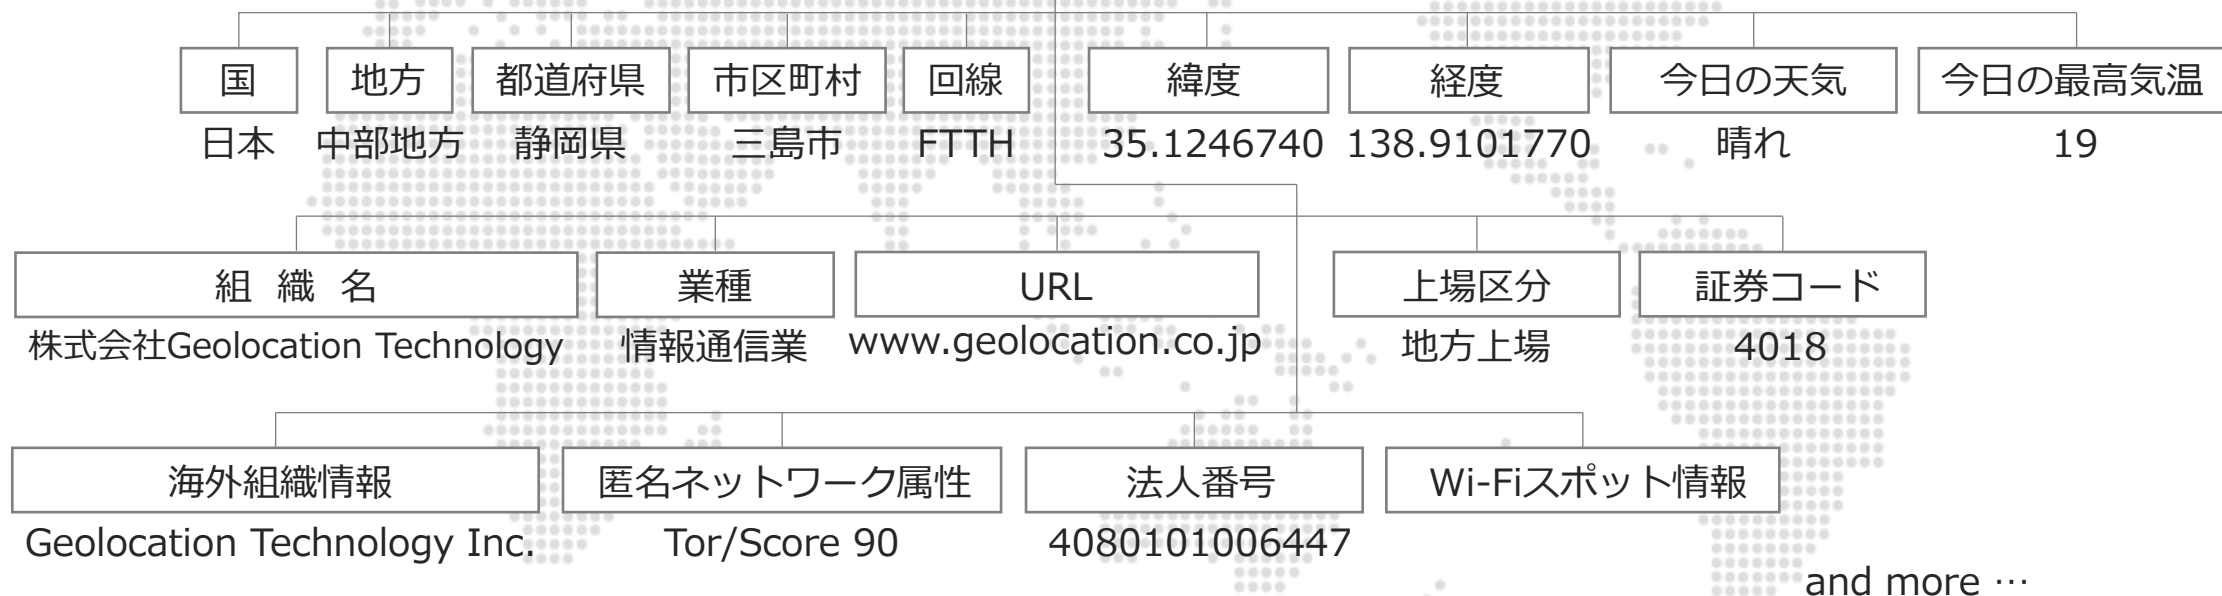 国 地方 都道府県 市区町村 回線 緯度 経度 今日の天気 今日の最高気温
日本 中部地方 静岡県 三島市 FTTH 35.1246740 138.9101770 晴れ 19
組 織 名 業種 URL 上場区分 証券コード
株式会社Geolocation Technology 情報通信業 www.geolocation.co.jp 地方上場 4018
海外組織情報 匿名ネットワーク属性 法人番号 Wi-Fiスポット情報
Geolocation Technology Inc. Tor/Score 90 4080101006447
and more …